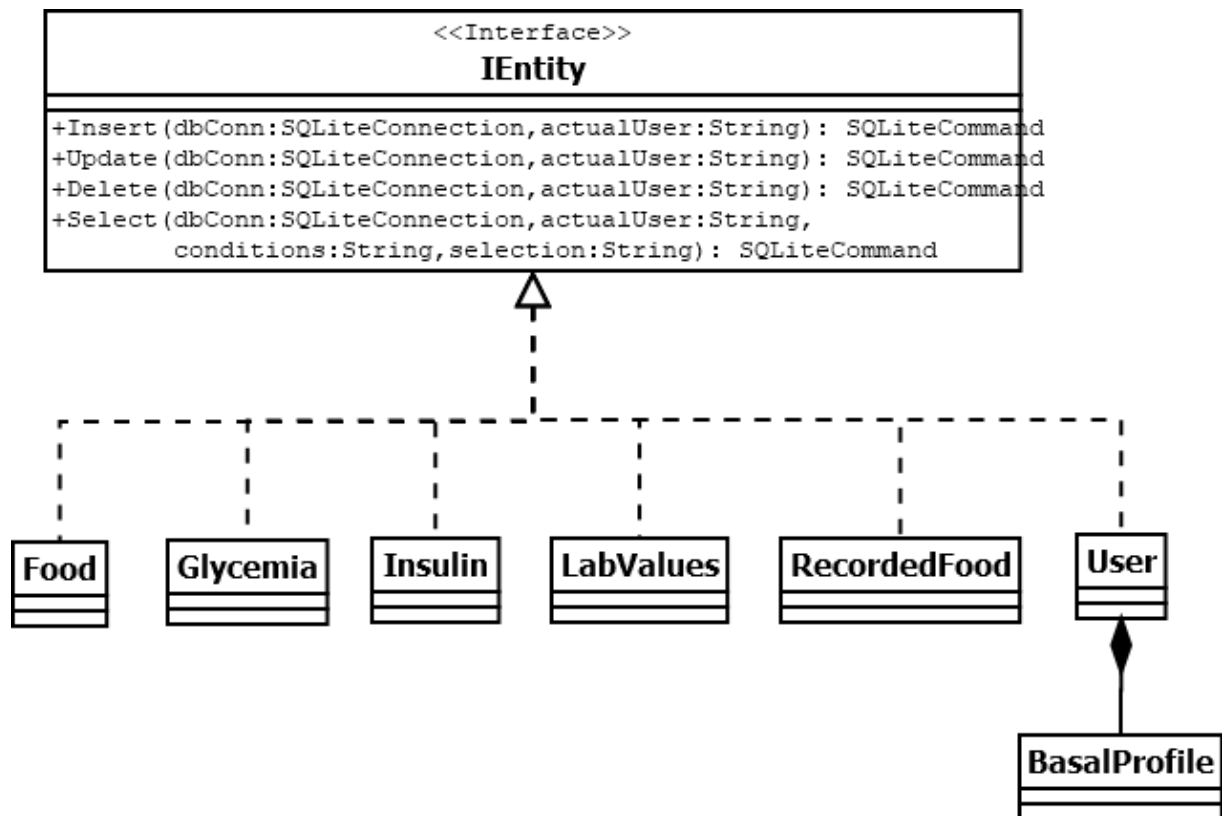 <<Interface>>
IEntity
+Insert(dbConn:SQLiteConnection,actualUser:String): SQLiteCommand
+Update(dbConn:SQLiteConnection,actualUser:String): SQLiteCommand
+Delete(dbConn:SQLiteConnection,actualUser:String): SQLiteCommand
+Select(dbConn:SQLiteConnection,actualUser:String,
conditions:String,selection:String): SQLiteCommand
Food
Glycemia
Insulin
LabValues
RecordedFood
User
BasalProfile